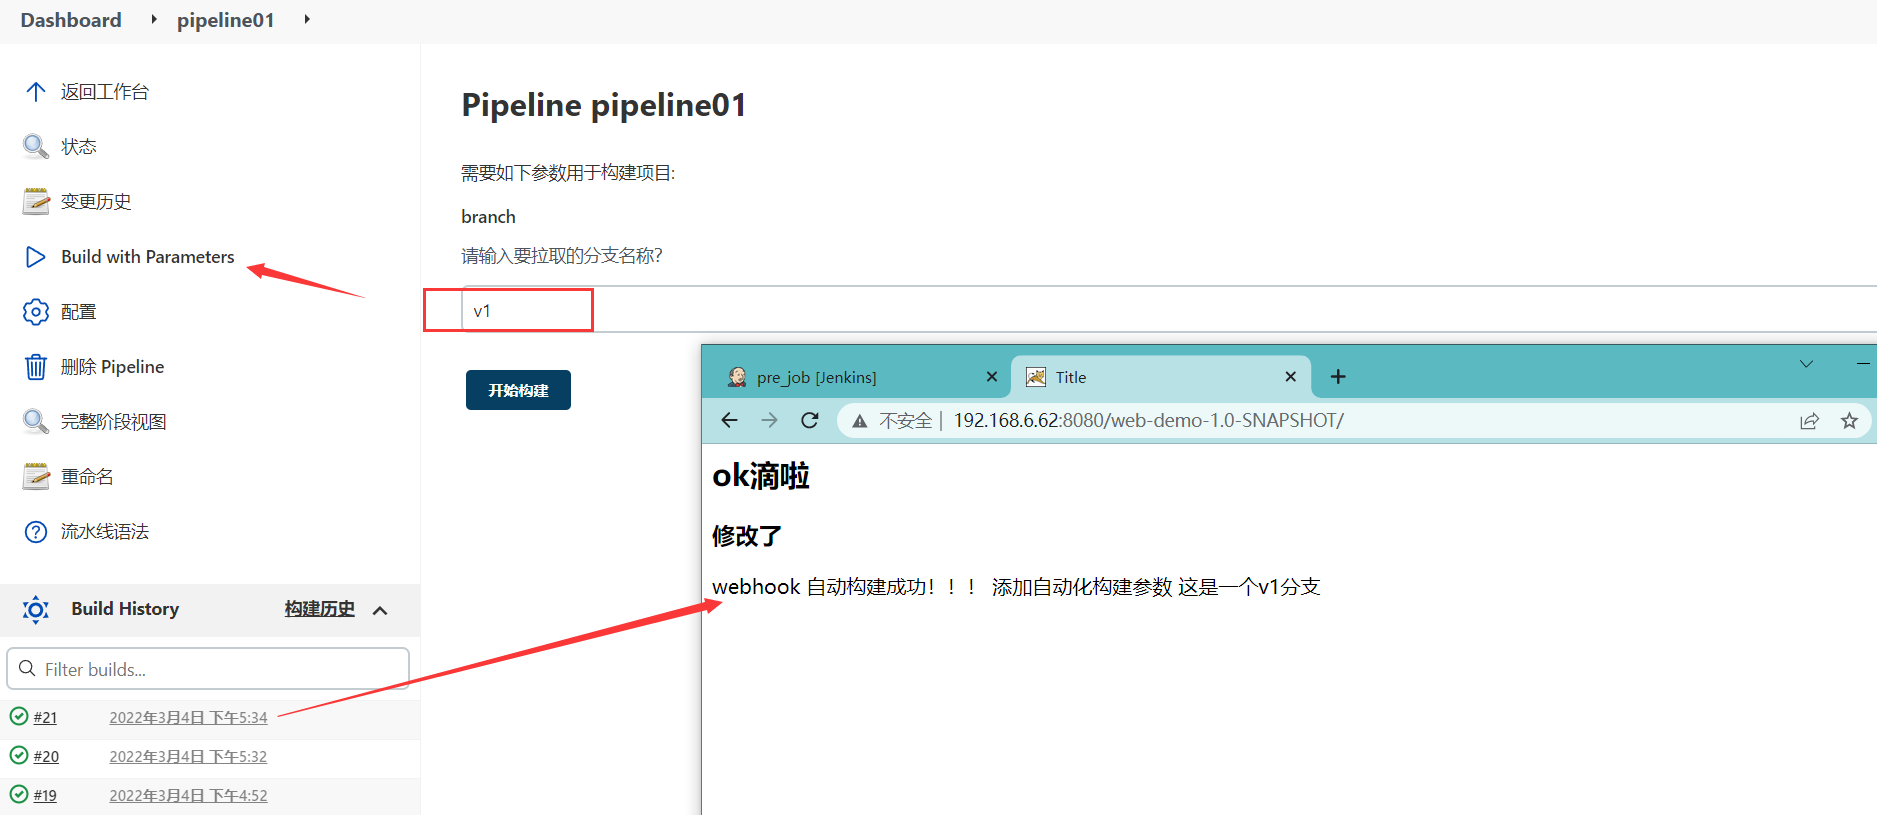 Dashboard
pipeline01
返回工作台
状态
变更历史
Build with Parameters
配置
删除 Pipeline
完整阶段视图
重命名
流水线语法
Build History
构建历史
Filter builds...
#21
2022年3月4日 下午5:34
#20
2022年3月4日 下午5:32
#19
2022年3月4日 下午4:52
Pipeline pipeline01
需要如下参数用于构建项目:
branch
请输入要拉取的分支名称?
v1
开始构建
pre_job [Jenkins]
Title
不安全 | 192.168.6.62:8080/web-demo-1.0-SNAPSHOT/
ok滴啦
修改了
webhook 自动构建成功！！！ 添加自动化构建参数 这是一个v1分支